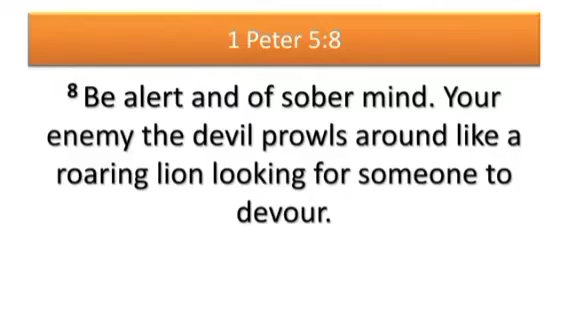 1 Peter 5:8
8 Be alert and of sober mind. Your
enemy the devil prowls around like a
roaring lion looking for someone to
devour.